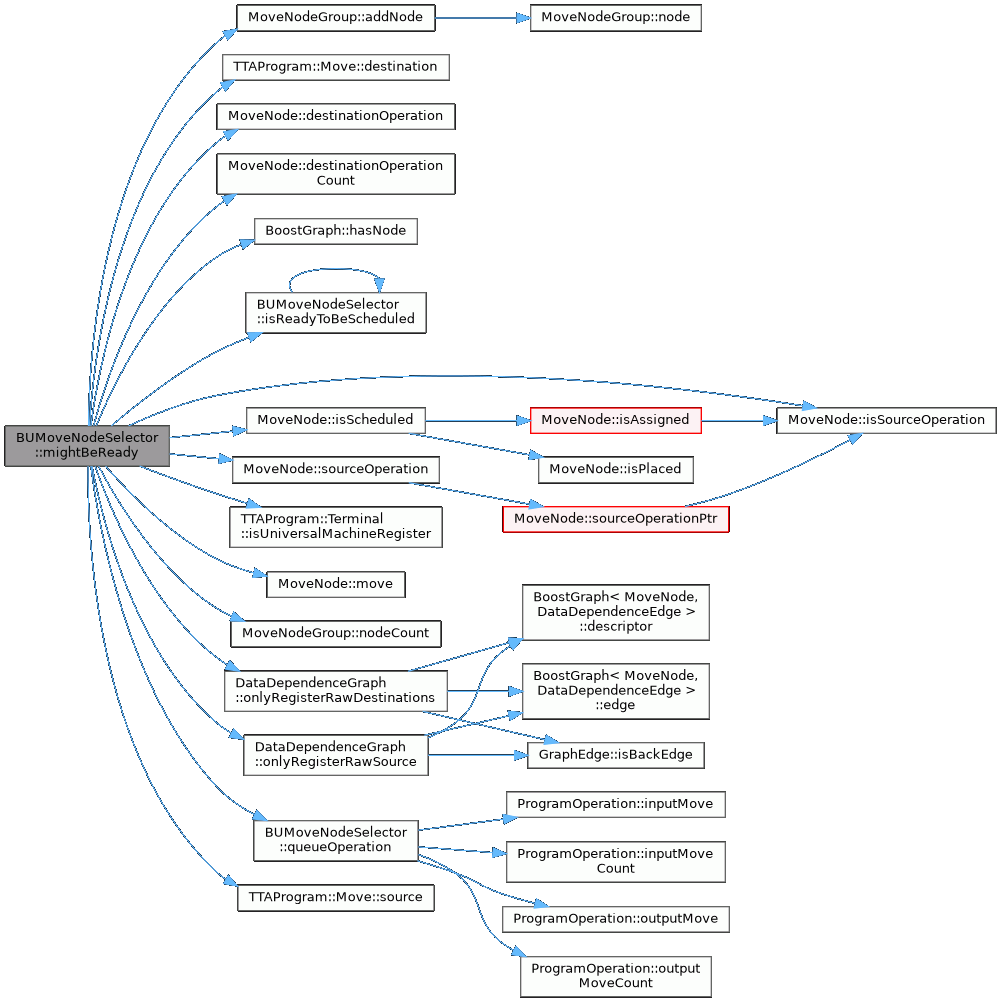 MoveNodeGroup::addNode
MoveNodeGroup::node
TTAProgram::Move::destination
MoveNode::destinationOperation
MoveNode::destinationOperation
Count
BoostGraph::hasNode
BUMoveNodeSelector
::isReadyToBeScheduled
BUMoveNodeSelector
::mightBeReady
MoveNode::isScheduled
MoveNode::isAssigned
MoveNode::isSourceOperation
MoveNode::sourceOperation
MoveNode::isPlaced
TTAProgram::Terminal
::isUniversalMachineRegister
MoveNode::sourceOperationPtr
MoveNode::move
MoveNodeGroup::nodeCount
BoostGraph< MoveNode,
DataDependenceEdge >
::descriptor
DataDependenceGraph
::onlyRegisterRawDestinations
BoostGraph< MoveNode,
DataDependenceEdge >
::edge
DataDependenceGraph
::onlyRegisterRawSource
GraphEdge::isBackEdge
BUMoveNodeSelector
::queueOperation
ProgramOperation::inputMove
ProgramOperation::inputMove
Count
TTAProgram::Move::source
ProgramOperation::outputMove
ProgramOperation::output
MoveCount